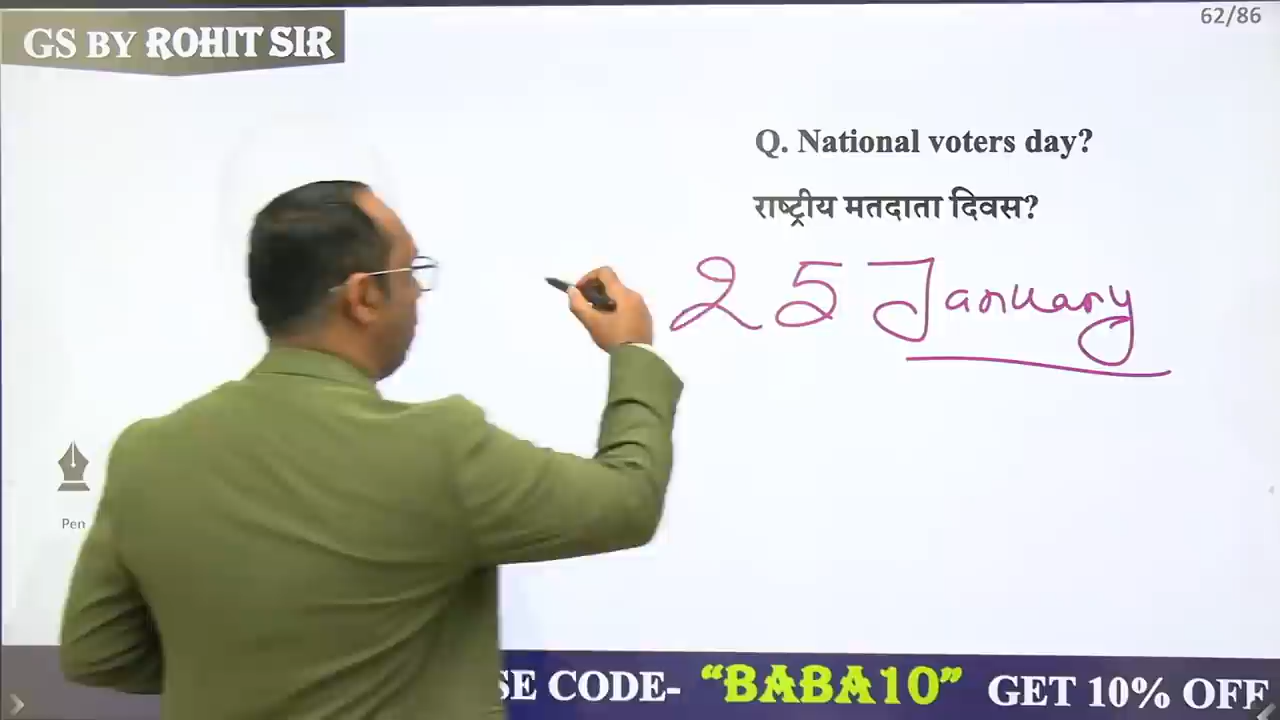 GS BY ROHIT SIR
62/86
Q. National voters day?
राष्ट्रीय मतदाता दिवस?
25 January
Pen
SE CODE- “BABA10” GET 10% OFF